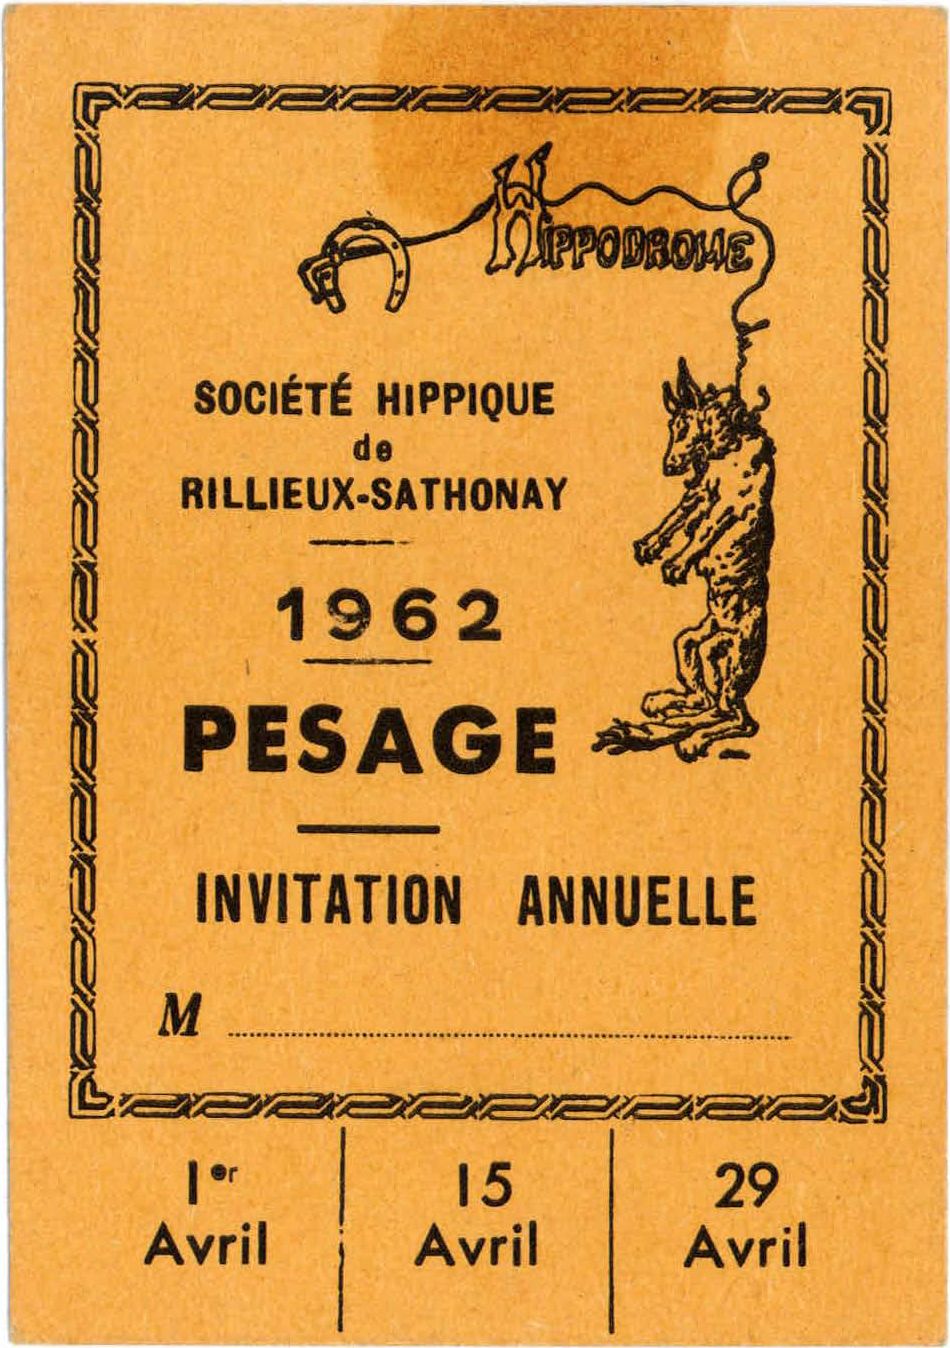 HIPPODROME
SOCIÉTÉ HIPPIQUE
de
RILLIEUX-SATHONAY
1962
PESAGE
INVITATION ANNUELLE
M
1er
Avril
15
Avril
29
Avril